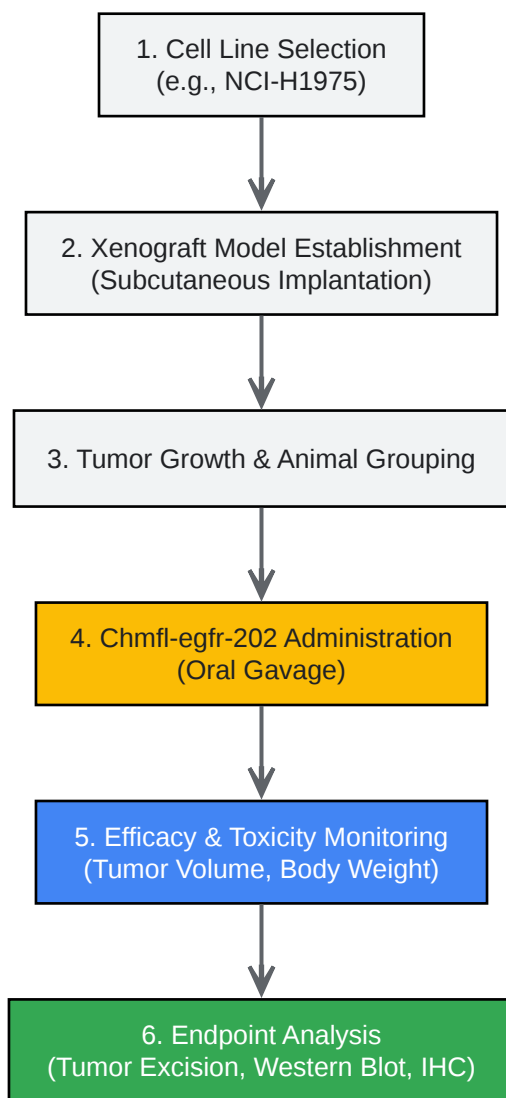 1. Cell Line Selection
(e.g., NCI-H1975)
2. Xenograft Model Establishment
(Subcutaneous Implantation)
3. Tumor Growth & Animal Grouping
4. Chmfl-egfr-202 Administration
(Oral Gavage)
5. Efficacy & Toxicity Monitoring
(Tumor Volume, Body Weight)
6. Endpoint Analysis
(Tumor Excision, Western Blot, IHC)